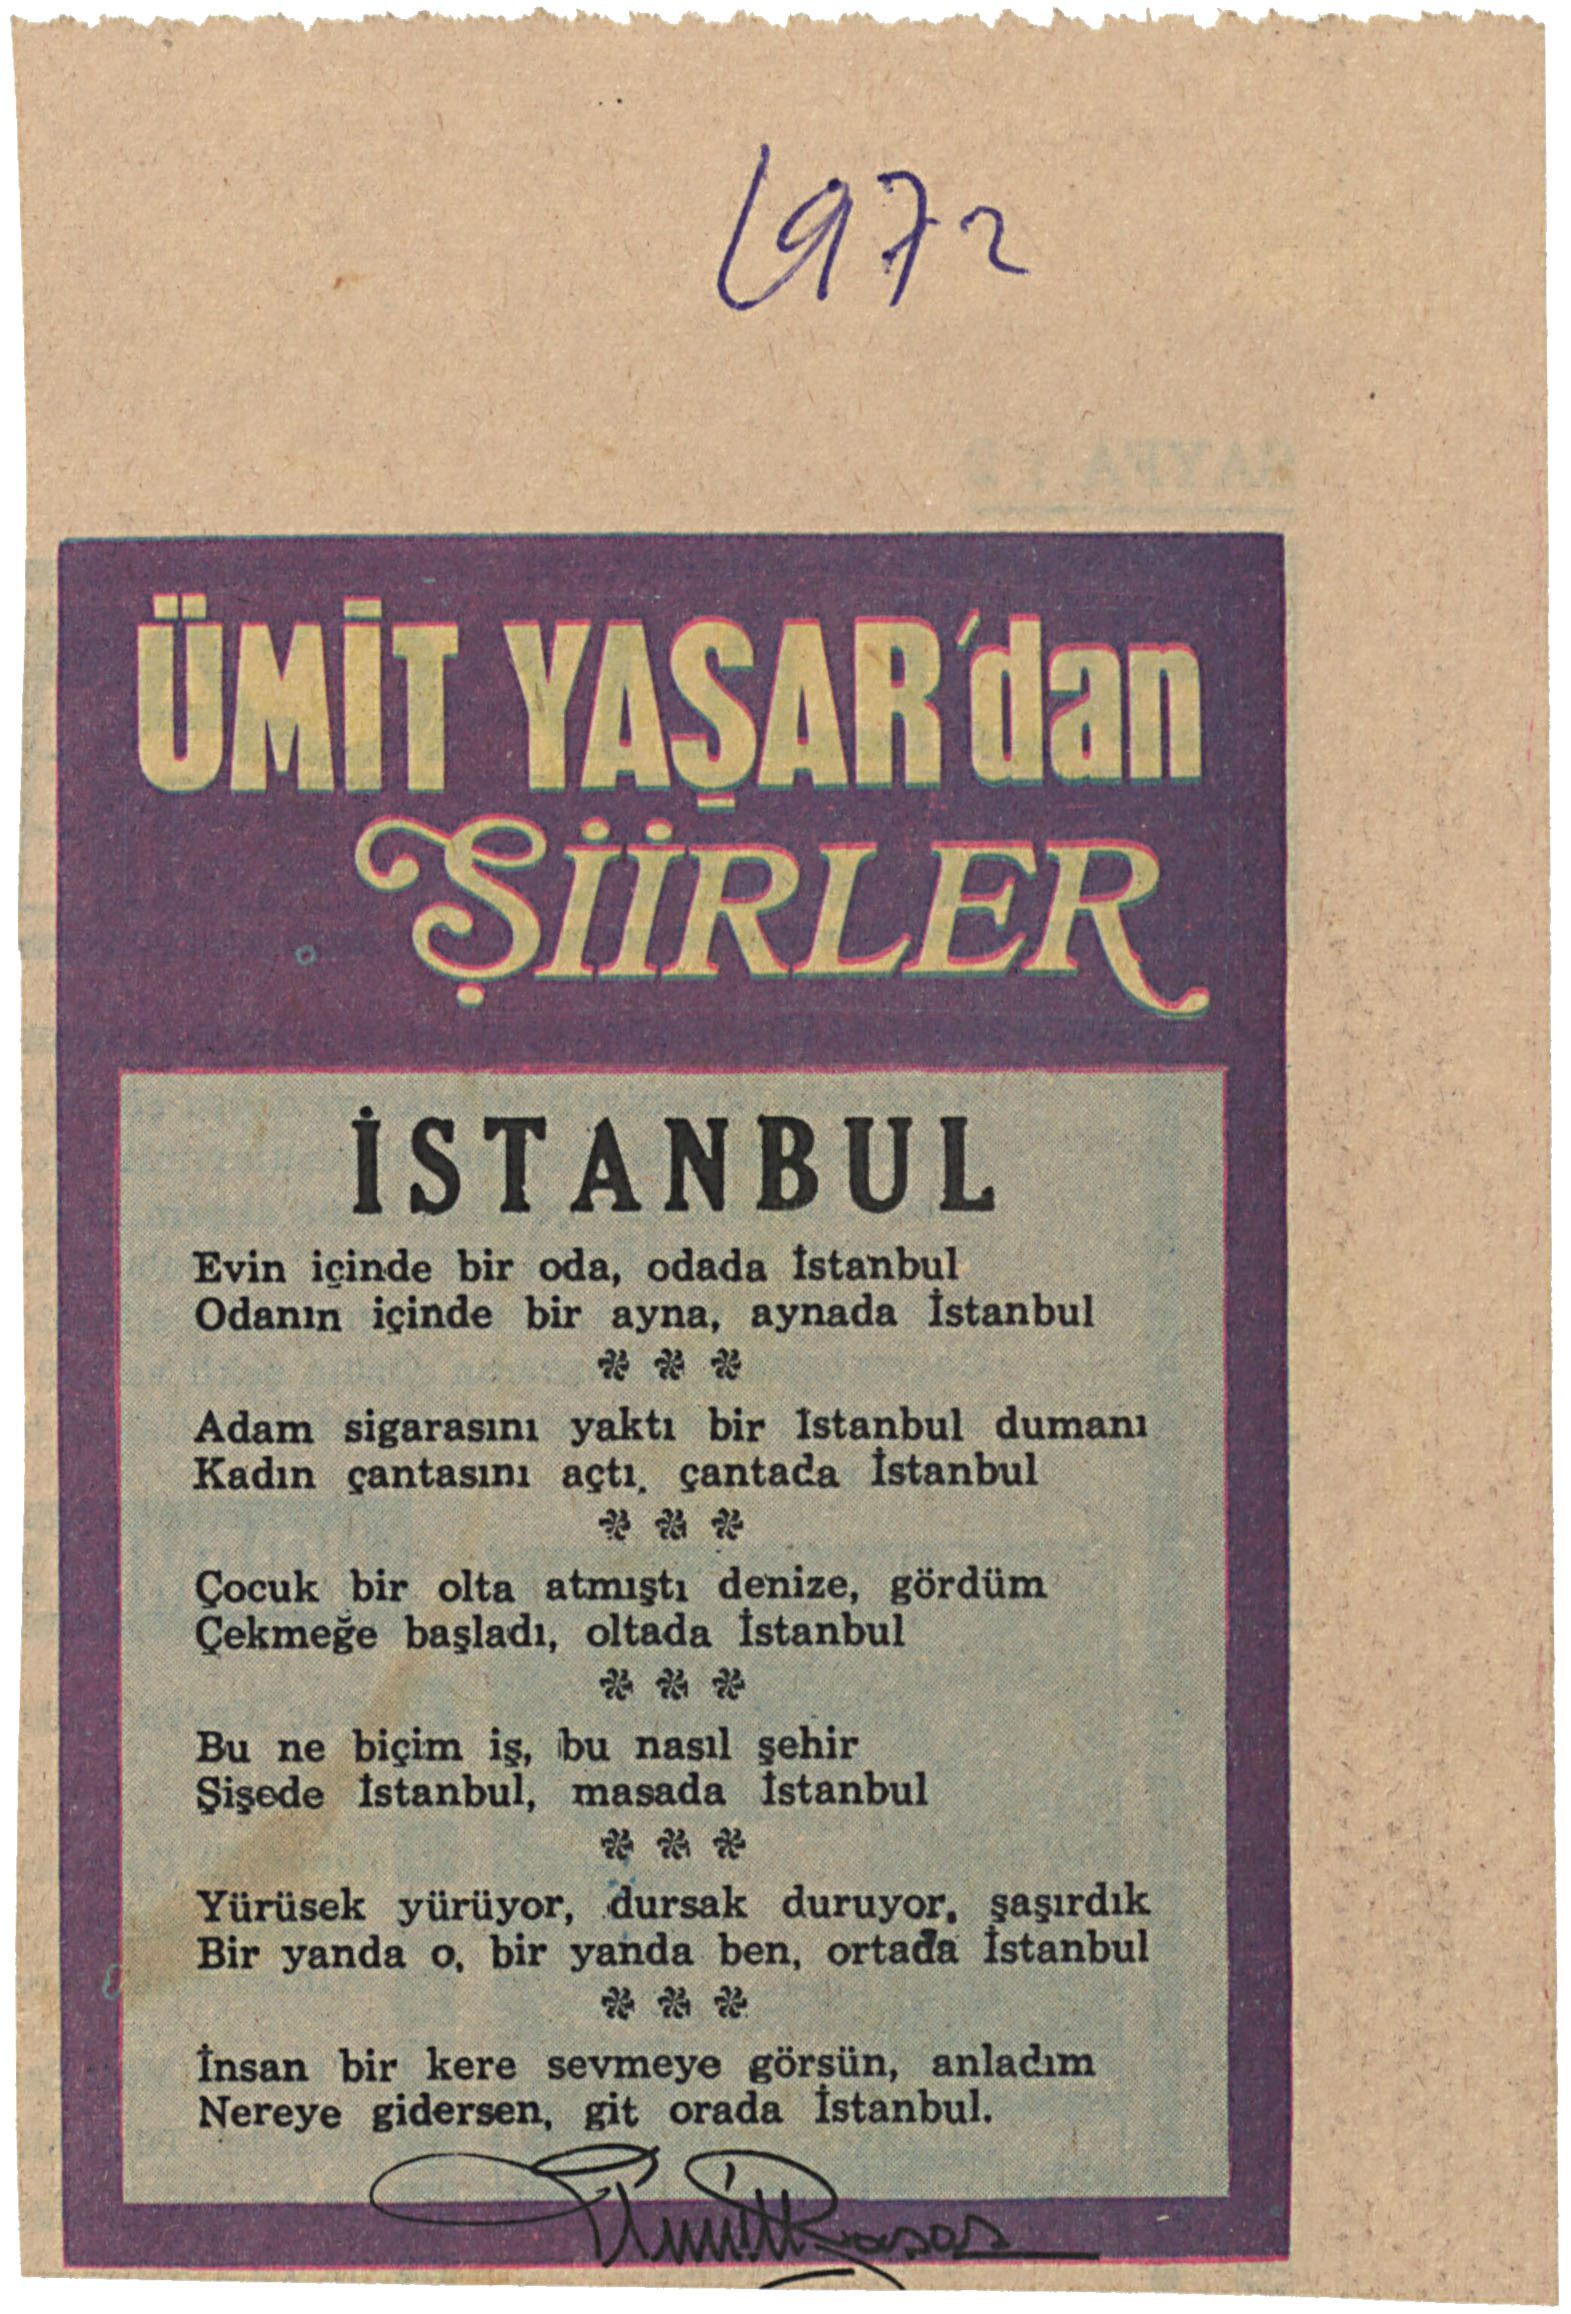 1972
ÜMİT YAŞAR'dan
ŞİİRLER
İSTANBUL
Evin içinde bir oda, odada İstanbul
Odanın içinde bir ayna, aynada İstanbul
Adam sigarasını yaktı bir İstanbul dumanı
Kadın çantasını açtı, çantada İstanbul
Çocuk bir olta atmıştı denize, gördüm
Çekmeğe başladı, oltada İstanbul
Bu ne biçim iş, bu nasıl şehir
Şişede İstanbul, masada İstanbul
Yürüsek yürüyor, dursak duruyor, şaşırdık
Bir yanda o, bir yanda ben, ortada İstanbul
İnsan bir kere sevmeye görsün, anladım
Nereye gidersen, git orada İstanbul.
Ümit Yaşar